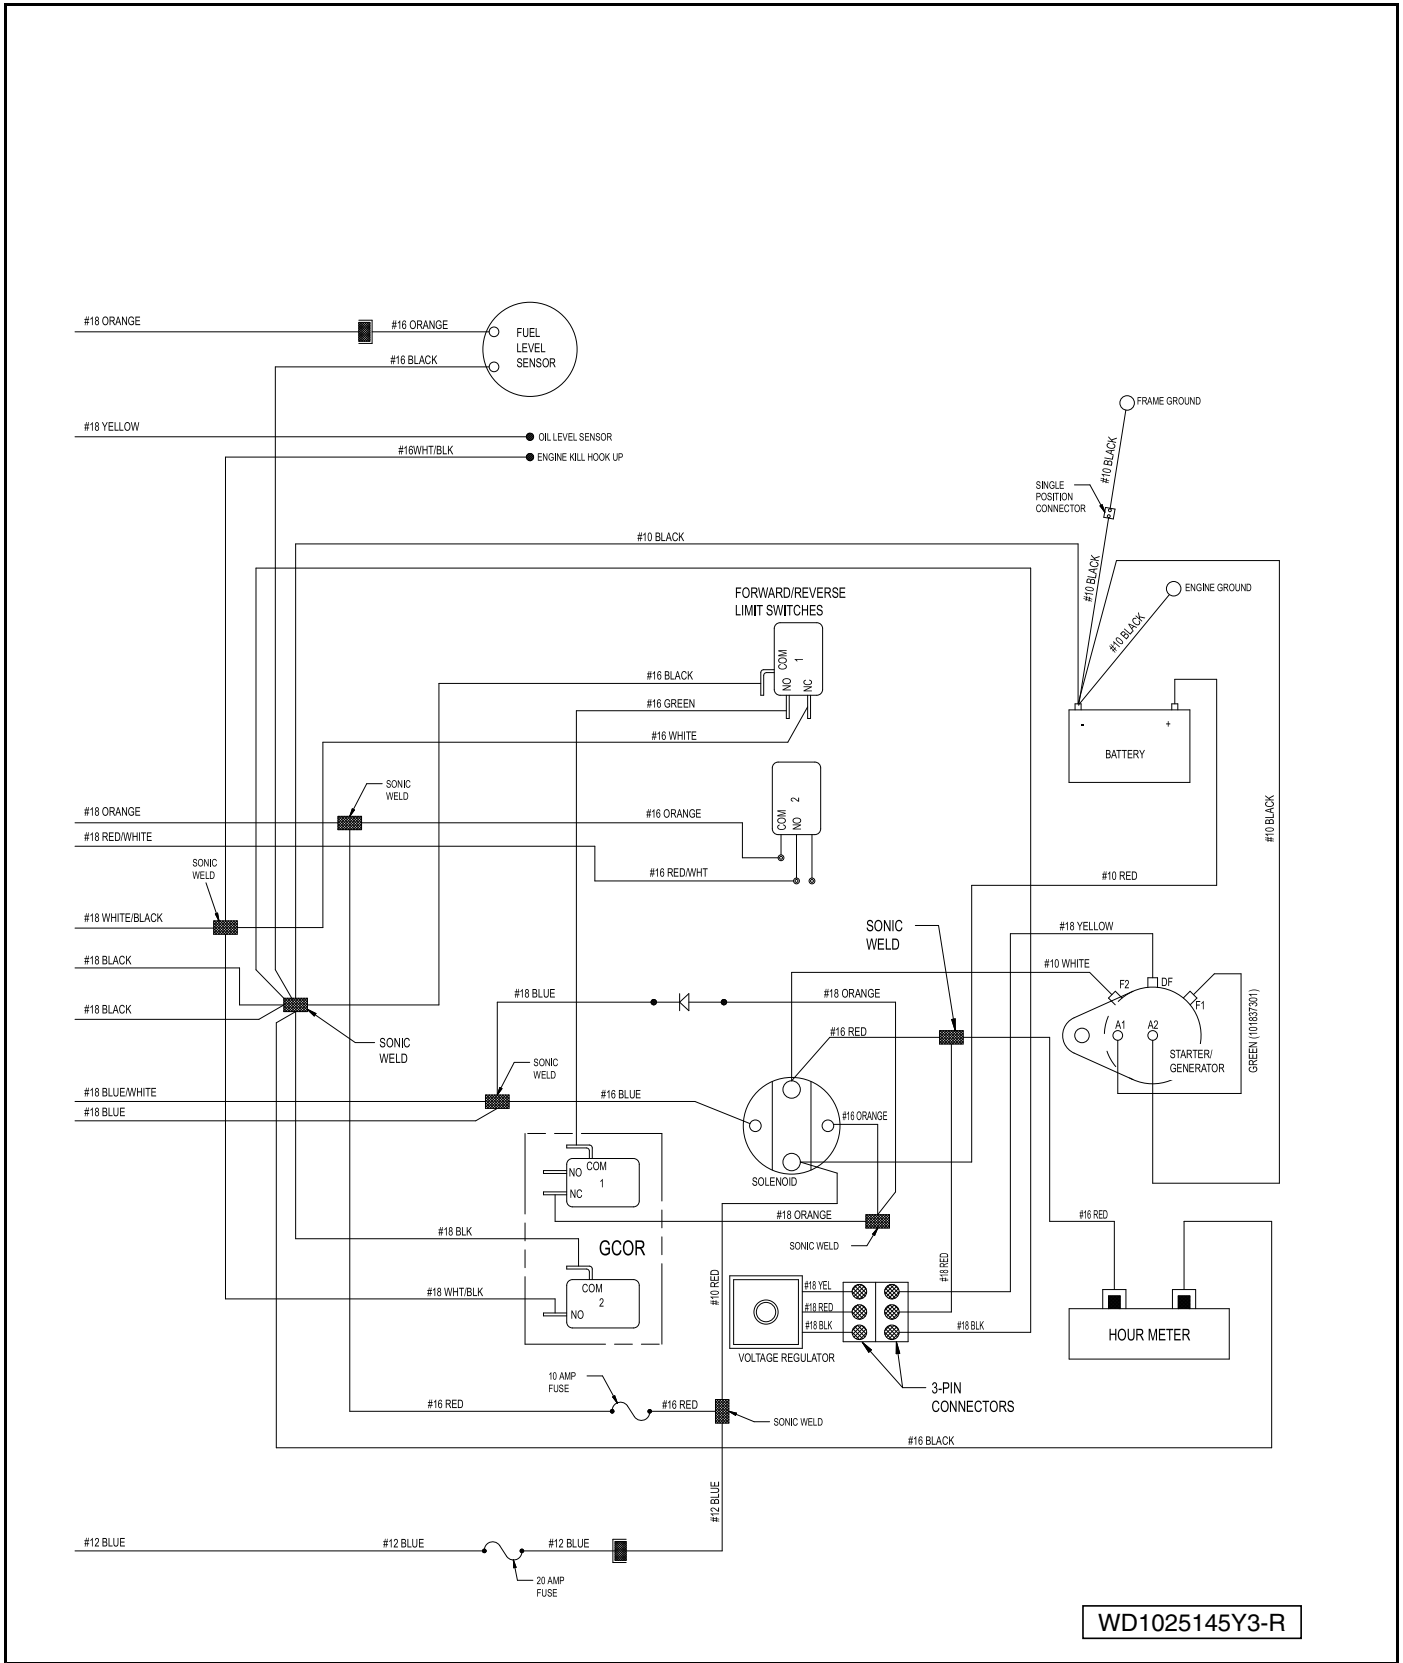 #18 ORANGE
#16 ORANGE
FUEL
LEVEL
SENSOR
#16 BLACK
#18 YELLOW
OIL LEVEL SENSOR
#16WHT/BLK
ENGINE KILL HOOK UP
FRAME GROUND
#10 BLACK
SINGLE
POSITION
CONNECTOR
#10 BLACK
#10 BLACK
ENGINE GROUND
#10 BLACK
FORWARD/REVERSE
LIMIT SWITCHES
COM
1
NO
NC
#16 BLACK
#16 GREEN
#16 WHITE
-
+
BATTERY
SONIC
WELD
#18 ORANGE
#16 ORANGE
COM
NO
2
#18 RED/WHITE
#16 RED/WHT
#10 BLACK
SONIC
WELD
#10 RED
#18 WHITE/BLACK
SONIC
WELD
#18 YELLOW
#18 BLACK
#10 WHITE
F2
DF
F1
#18 BLUE
#18 ORANGE
#18 BLACK
#16 RED
A1
A2
STARTER/
GENERATOR
GREEN (101837301)
SONIC
WELD
SONIC
WELD
#18 BLUE/WHITE
#16 BLUE
#18 BLUE
#16 ORANGE
COM
NO
1
NC
SOLENOID
#18 ORANGE
#16 RED
#18 BLK
GCOR
SONIC WELD
#18 RED
#10 RED
COM
2
NO
#18 WHT/BLK
#18 YEL
#18 RED
#18 BLK
#18 BLK
HOUR METER
VOLTAGE REGULATOR
10 AMP
FUSE
3-PIN
CONNECTORS
#16 RED
#16 RED
SONIC WELD
#16 BLACK
#12 BLUE
#12 BLUE
#12 BLUE
#12 BLUE
20 AMP
FUSE
WD1025145Y3-R